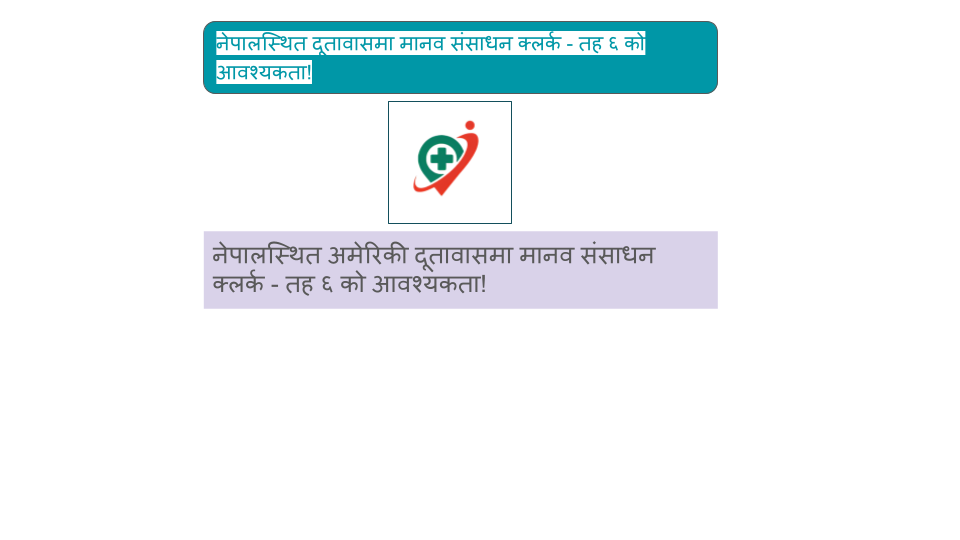 नेपालस्थित दूतावासमा मानव संसाधन क्लर्क - तह ६ को
आवश्यकता!
नेपालस्थित अमेरिकी दूतावासमा मानव संसाधन
क्लर्क - तह ६ को आवश्यकता!